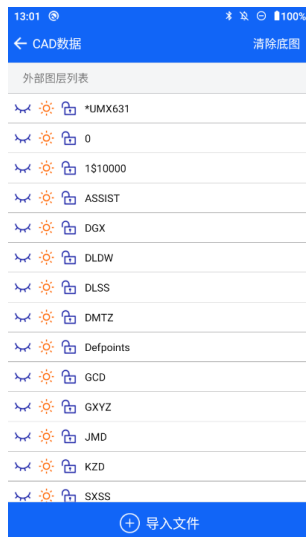 13:01 100%
CAD数据 清除底图
外部图层列表
*UMX631
0
1$10000
ASSIST
DGX
DLDW
DLSS
DMTZ
Defpoints
GCD
GXYZ
JMD
KZD
SXSS
导入文件